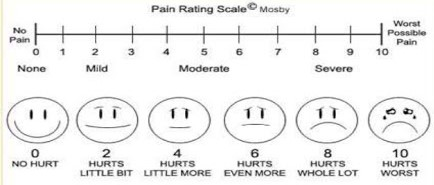 Pain Rating Scale© Mosby
No Pain
Worst Possible Pain
0 1 2 3 4 5 6 7 8 9 10
None Mild Moderate Severe
0 2 4 6 8 10
NO HURT HURTS LITTLE BIT HURTS LITTLE MORE HURTS EVEN MORE HURTS WHOLE LOT HURTS WORST